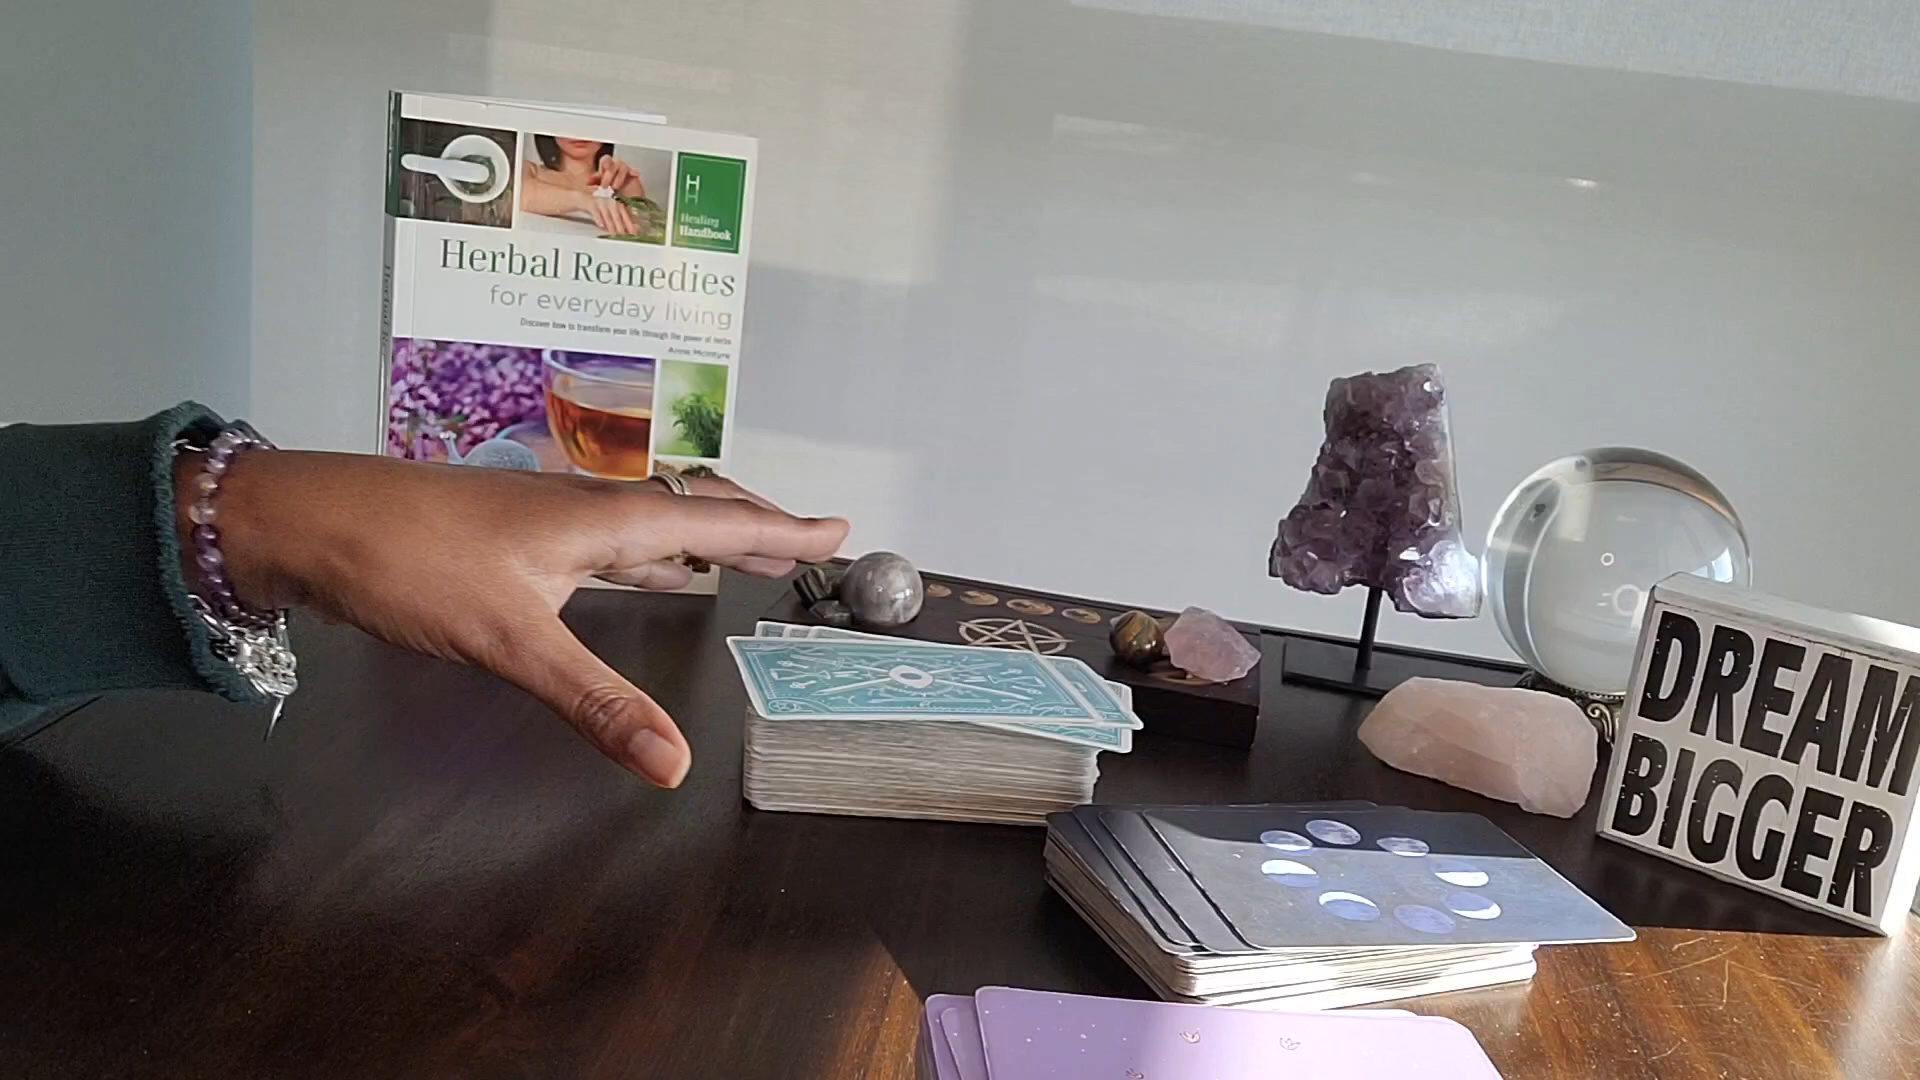 H
H
Healing
Handbook
Herbal Remedies
for everyday living
Discover how to transform your life through the power of herbs
Anne McIntyre
DREAM
BIGGER